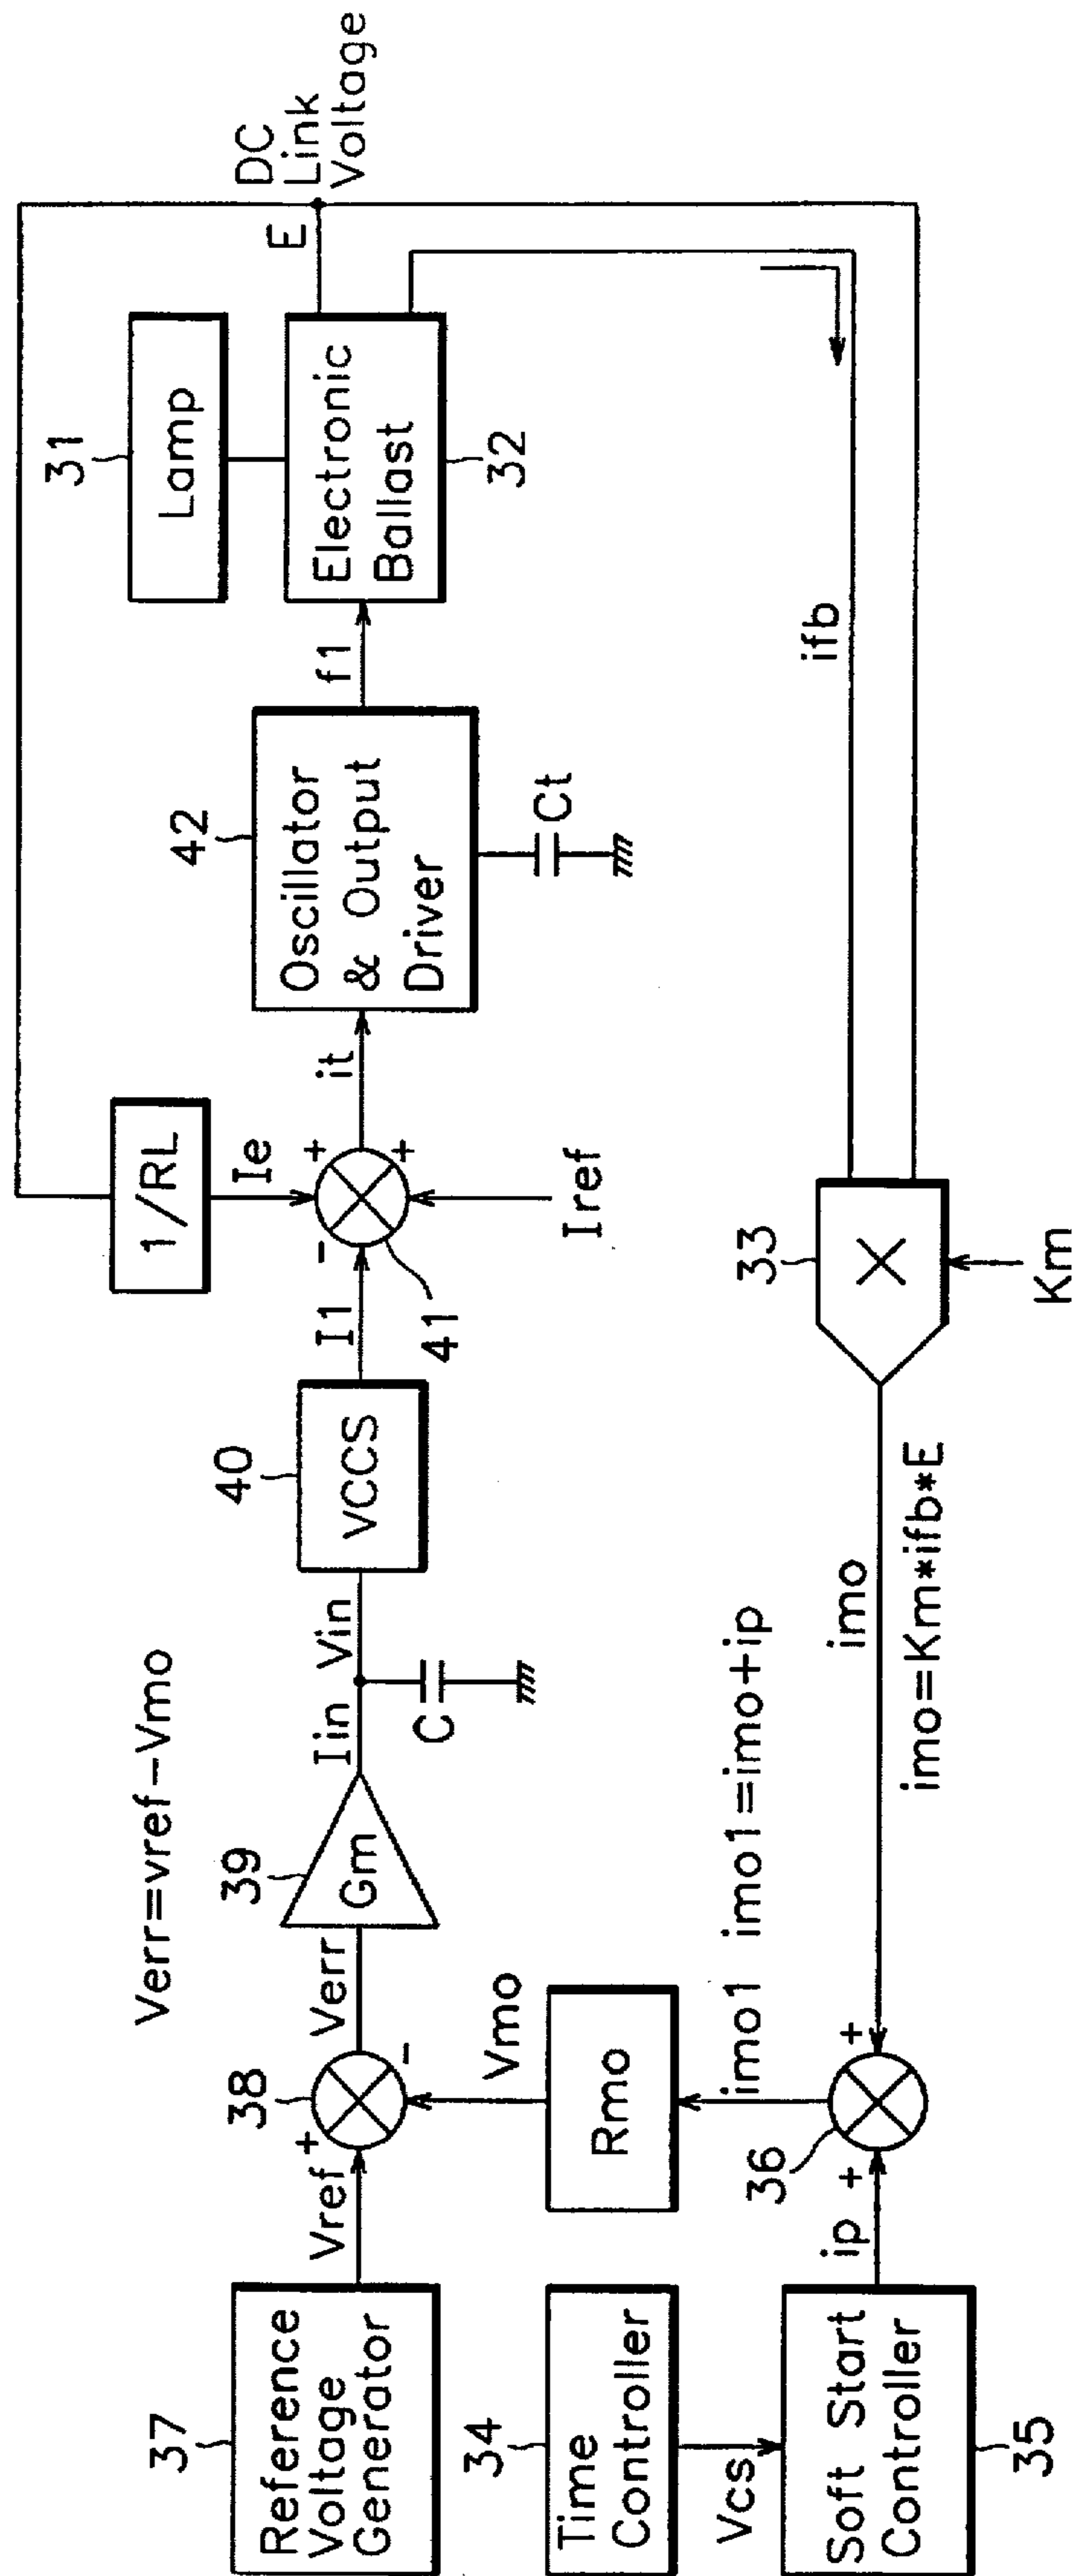 37
Reference
Voltage
Generator
Vref
+
38
-
Verr
Verr=vref-Vmo
39
Gm
Iin
Vin
C
40
VCCS
I1
-
41
1/RL
Ie
+
+
Iref
it
42
Oscillator
& Output
Driver
Ct
f1
31
Lamp
Electronic
Ballast
32
E
DC
Link
Voltage
34
Time
Controller
Vcs
Soft Start
Controller
35
ip
+
36
+
Rmo
Vmo
imo1
imo1=imo+ip
imo
imo=Km*ifb*E
33
X
Km
ifb